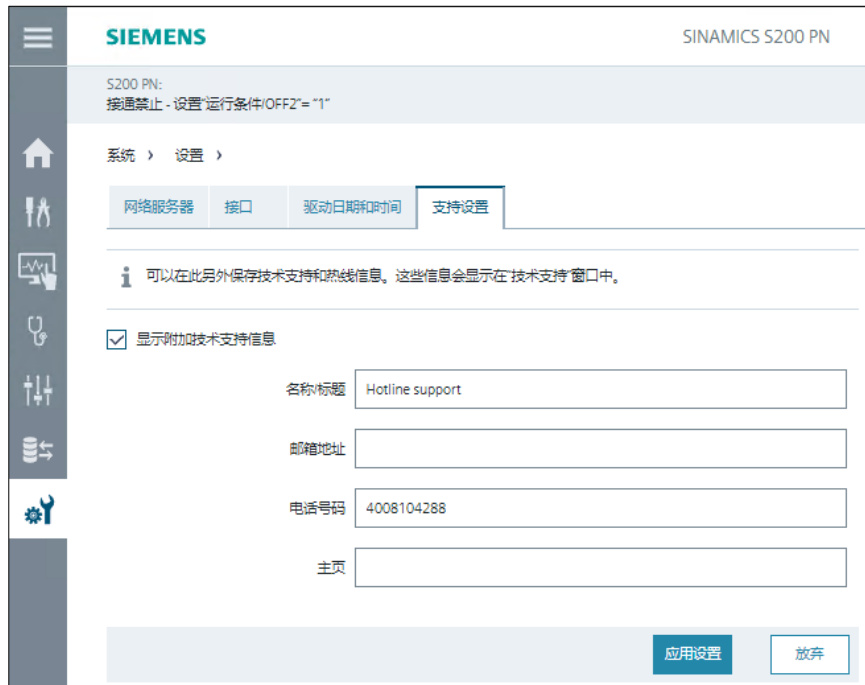 SIEMENS
SINAMICS S200 PN
S200 PN:
接通禁止 - 设置“运行条件/OFF2”= “1”
系统 › 设置 ›
网络服务器 接口 驱动日期和时间 支持设置
可以在此另外保存技术支持和热线信息。这些信息会显示在“技术支持”窗口中。
显示附加技术支持信息
名称/标题 Hotline support
邮箱地址
电话号码 4008104288
主页
应用设置 放弃